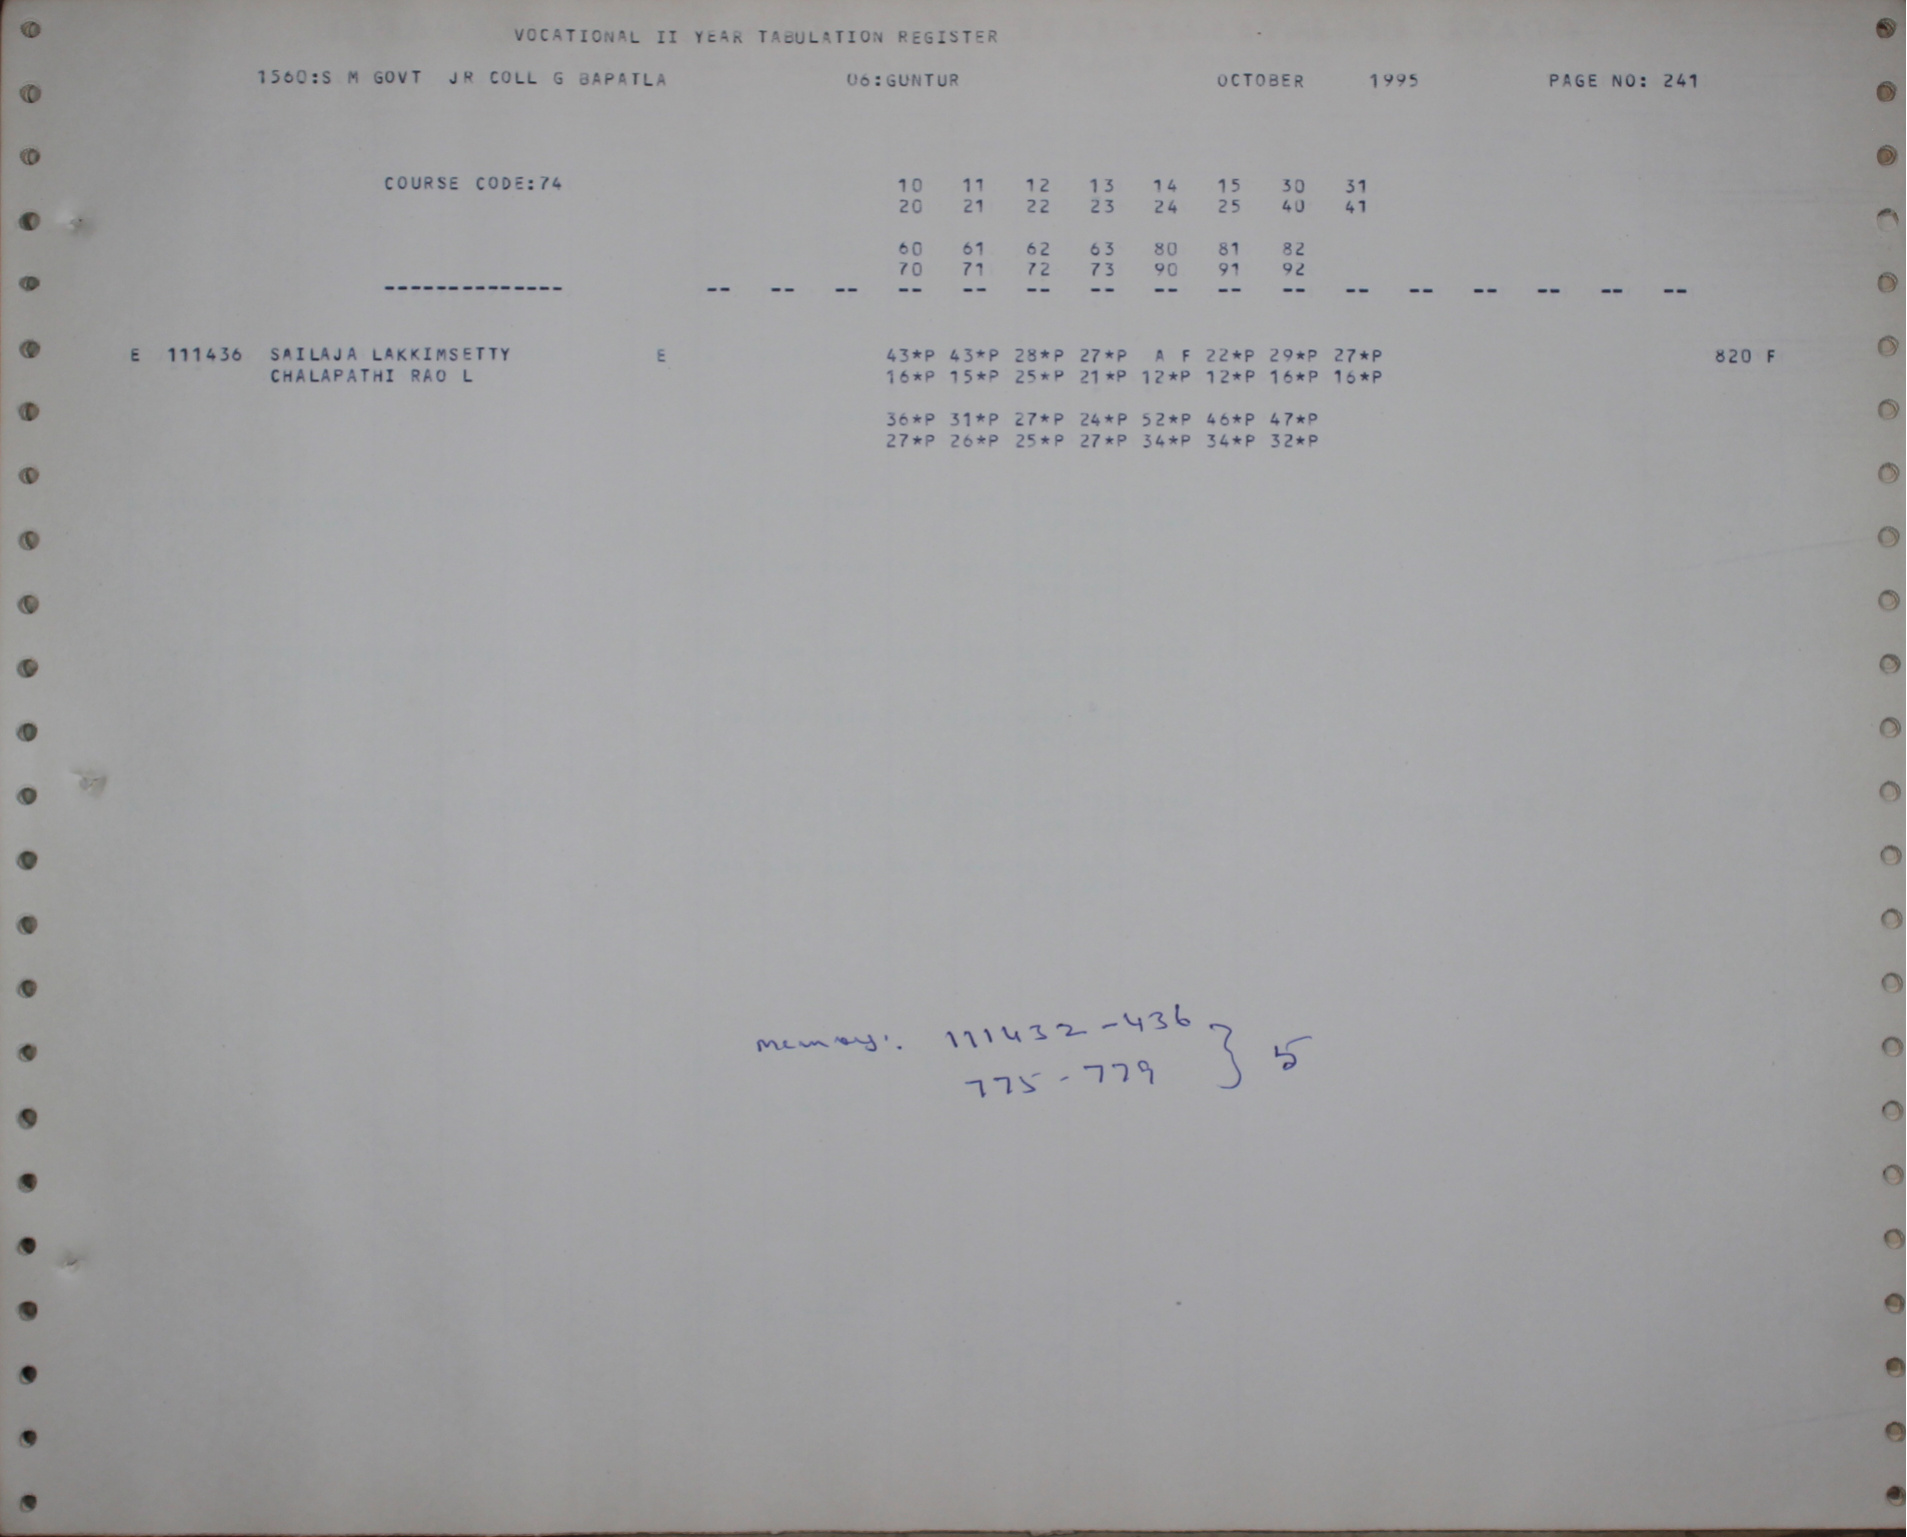 VOCATIONAL II YEAR TABULATION REGISTER
1560:S M GOVT JR COLL G BAPATLA 06:GUNTUR OCTOBER 1995 PAGE NO: 241
COURSE CODE:74 10 11 12 13 14 15 30 31
20 21 22 23 24 25 40 41
60 61 62 63 80 81 82
70 71 72 73 90 91 92
-------------- -- -- -- -- -- -- -- -- -- -- -- -- -- -- -- --
E 111436 SAILAJA LAKKIMSETTY E 43*P 43*P 28*P 27*P A F 22*P 29*P 27*P 820 F
CHALAPATHI RAO L 16*P 15*P 25*P 21*P 12*P 12*P 16*P 16*P
36*P 31*P 27*P 24*P 52*P 46*P 47*P
27*P 26*P 25*P 27*P 34*P 34*P 32*P
111432-436
775-779 } 5